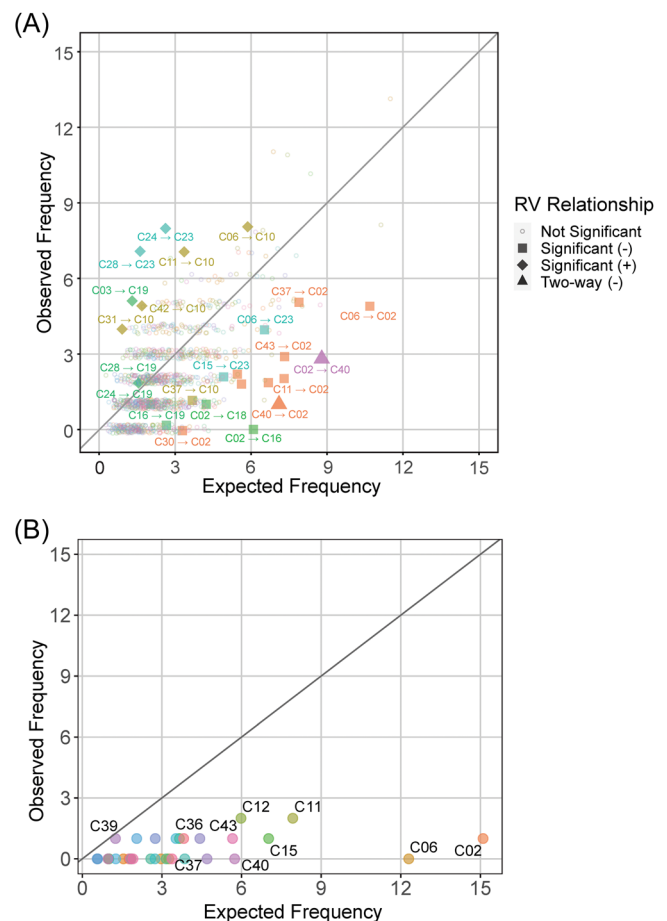 (A)
15
12
9
6
3
0
Observed Frequency
C24 → C23
C06 → C10
C28 → C23
C11 → C10
C03 → C19
C37 → C02
C42 → C10
C31 → C10
C06 → C23
C06 → C02
C43 → C02
C28 → C19
C15 → C23
C02 → C40
C24 → C19
C37 → C10
C11 → C02
C16 → C19
C02 → C18
C40 → C02
C30 → C02
C02 → C16
0 3 6 9 12 15
Expected Frequency
RV Relationship
Not Significant
Significant (-)
Significant (+)
Two-way (-)
(B)
15
12
9
6
3
0
Observed Frequency
C12
C11
C39
C36
C43
C15
C06
C02
C37
C40
0 3 6 9 12 15
Expected Frequency